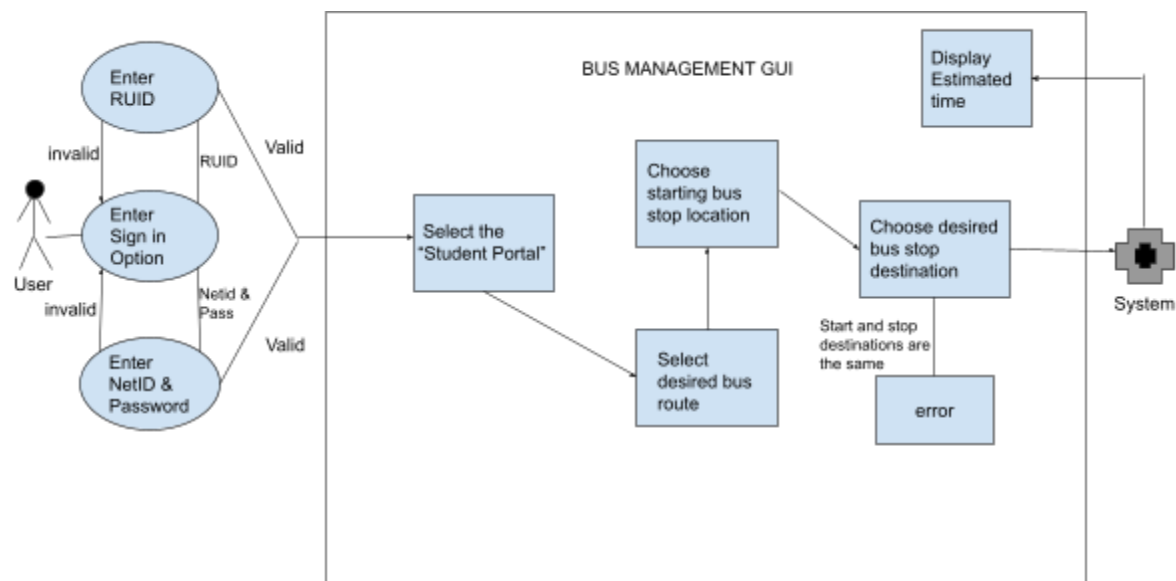 Enter
RUID
BUS MANAGEMENT GUI
Display
Estimated
time
invalid
RUID
Valid
Choose
starting bus
stop location
Enter
Sign in
Option
User
Select the
“Student Portal”
Choose desired
bus stop
destination
System
invalid
Netid &
Pass
Valid
Start and stop
destinations are
the same
Enter
NetID &
Password
Select
desired bus
route
error